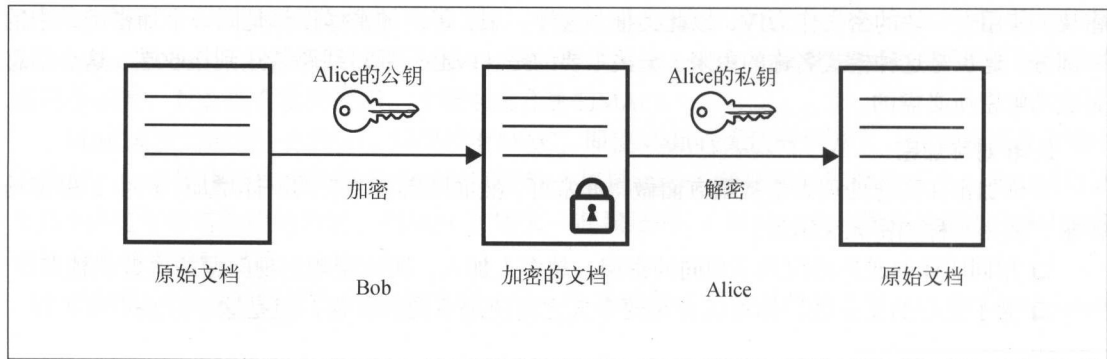 Alice的公钥
Alice的私钥
加密
解密
原始文档
加密的文档
原始文档
Bob
Alice